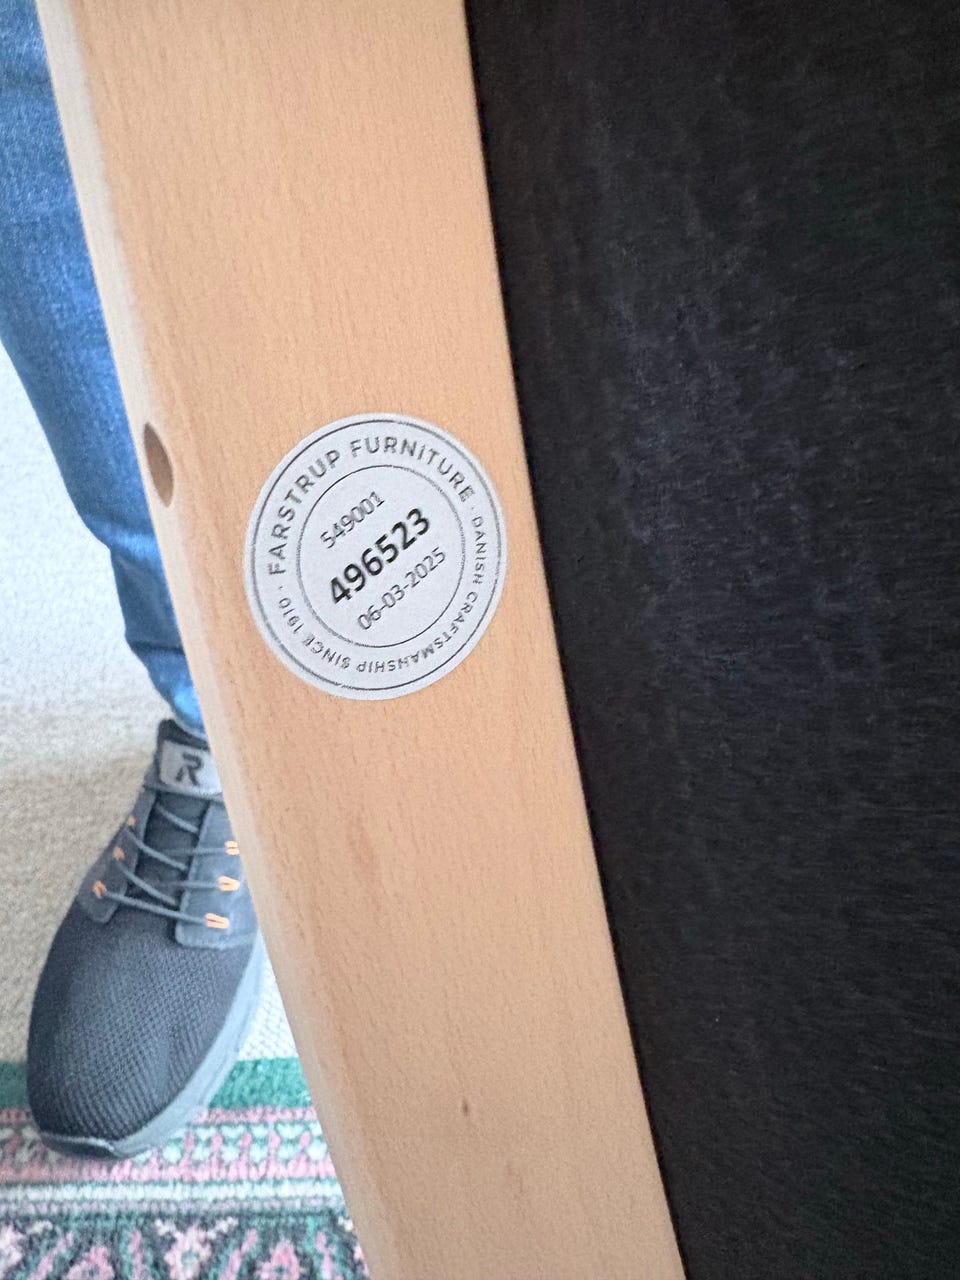 FARSTRUP FURNITURE · DANISH CRAFTSMANSHIP SINCE 1910 ·
549001
496523
06-03-2025
R